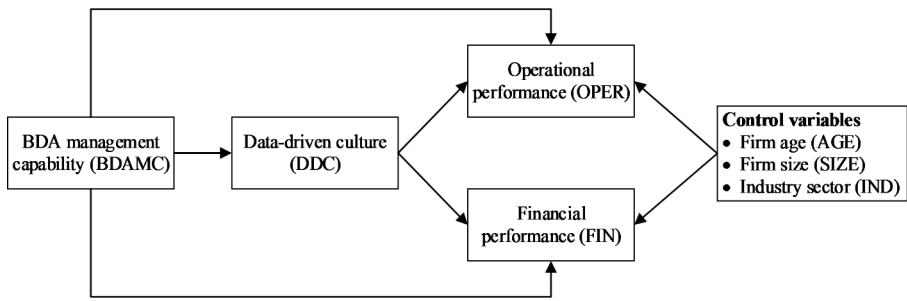 Operational
performance (OPER)
BDA management
capability (BDAMC)
Data-driven culture
(DDC)
Control variables
• Firm age (AGE)
• Firm size (SIZE)
• Industry sector (IND)
Financial
performance (FIN)